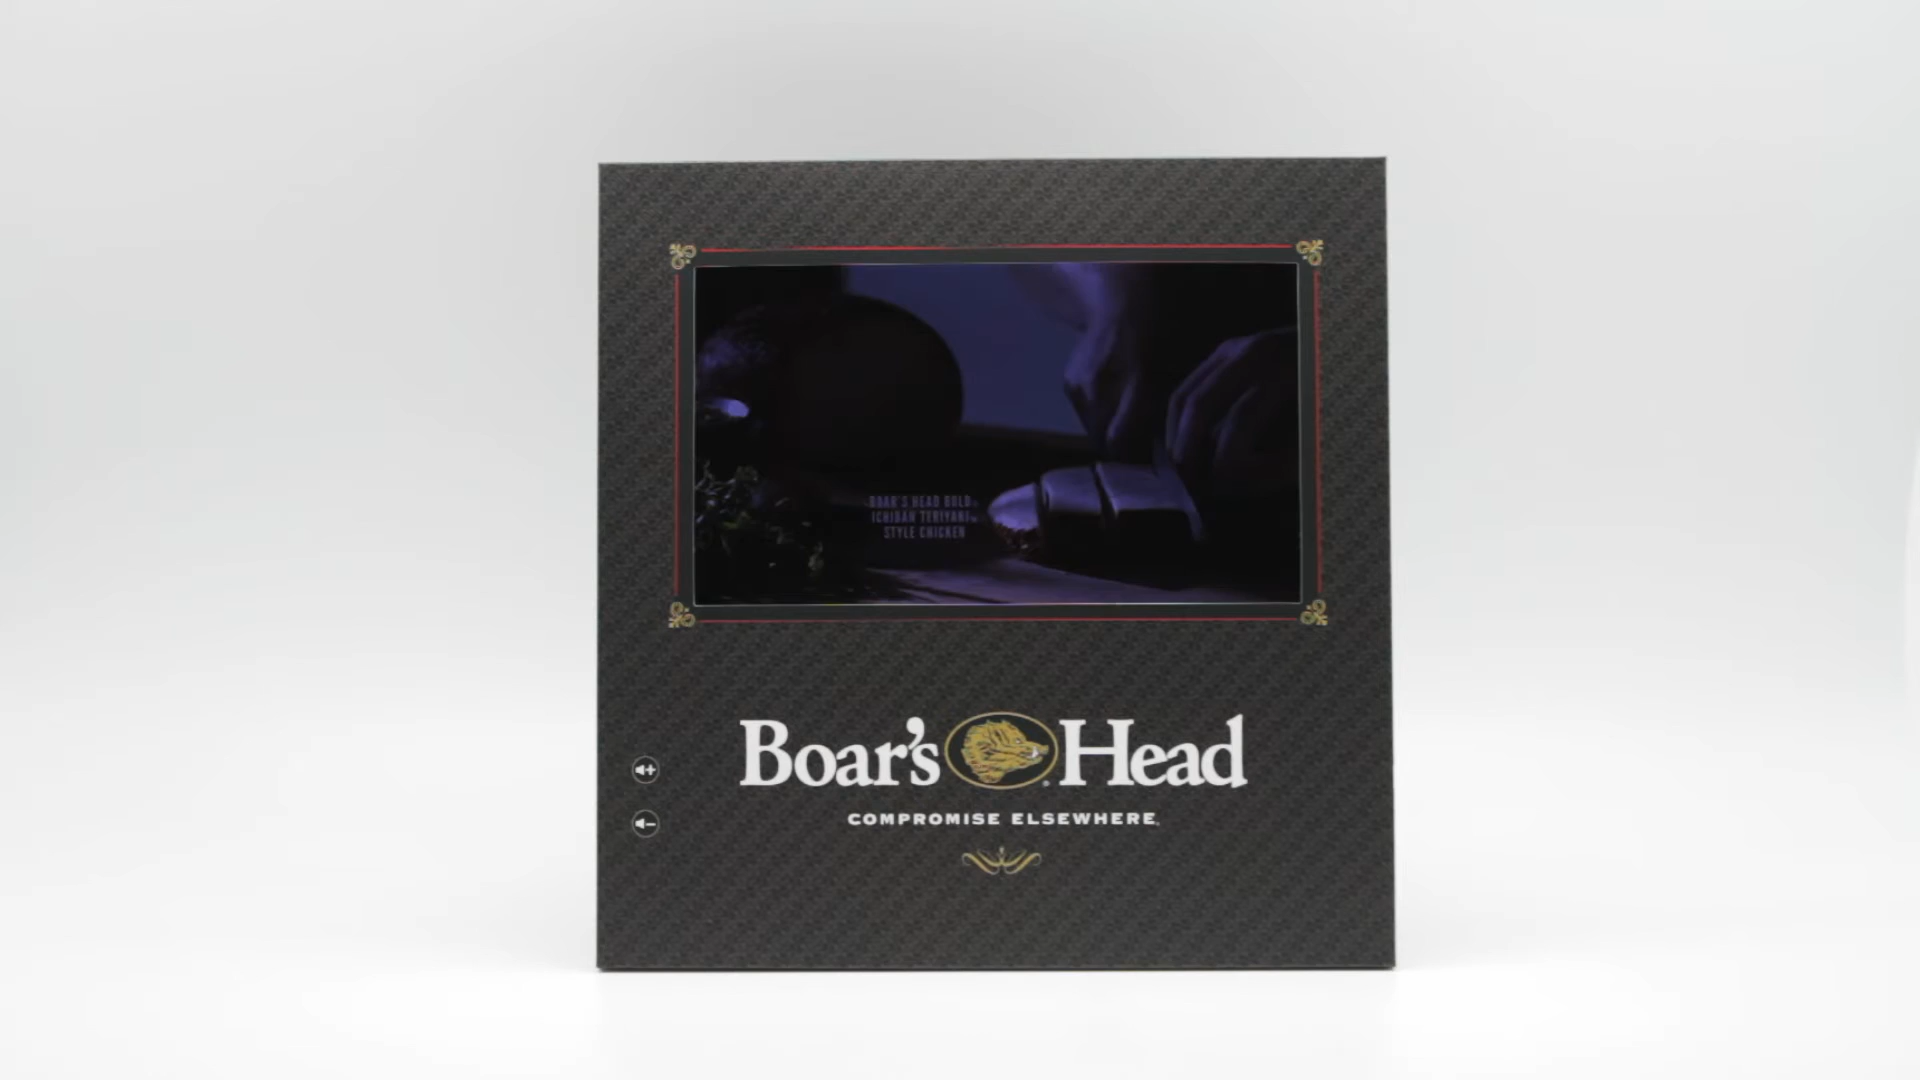 BOAR'S HEAD BOLD
ICHIBAN TERIYAKI
STYLE CHICKEN
Boar's Head®
COMPROMISE ELSEWHERE